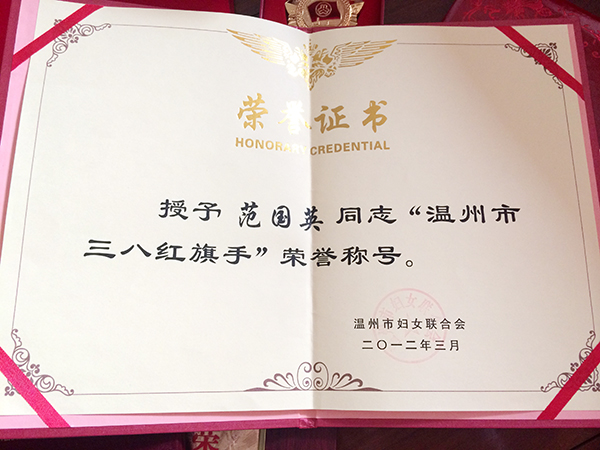 荣誉证书
HONORARY CREDENTIAL
授予 范国英 同志“温州市
三八红旗手”荣誉称号。
温州市妇女联合会
二〇一二年三月